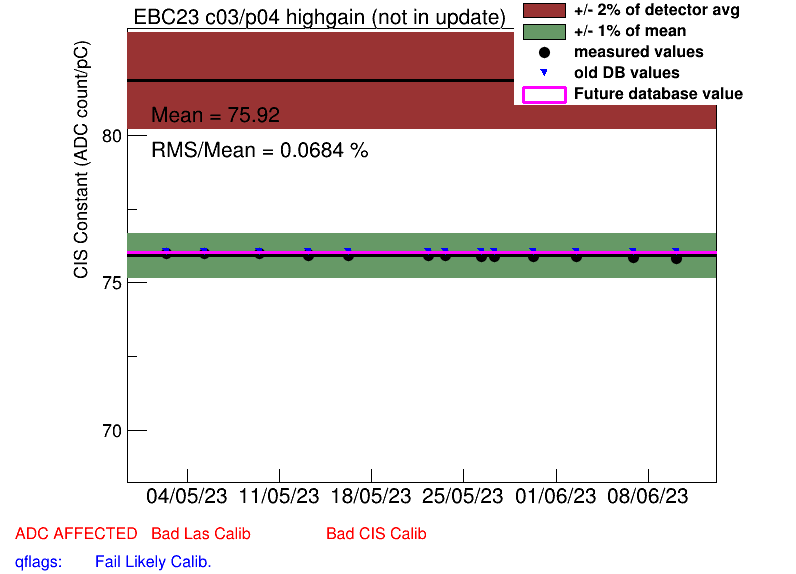 EBC23 c03/p04 highgain (not in update)
+/- 2% of detector avg
+/- 1% of mean
measured values
old DB values
Future database value
CIS Constant (ADC count/pC)
Mean = 75.92
RMS/Mean = 0.0684 %
80
75
70
04/05/23 11/05/23 18/05/23 25/05/23 01/06/23 08/06/23
ADC AFFECTED Bad Las Calib Bad CIS Calib
qflags: Fail Likely Calib.